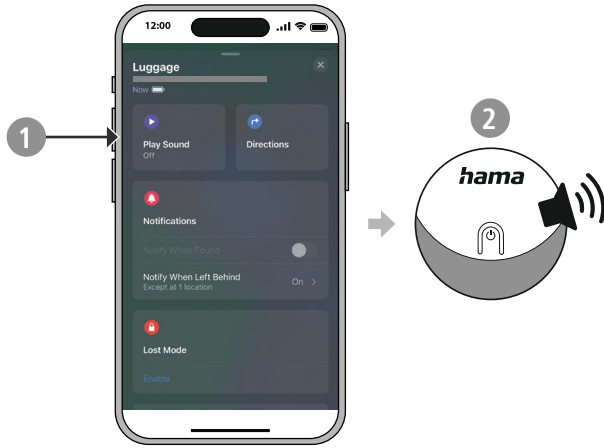 12:00
Luggage
Now
Play Sound
Off
Directions
Notifications
Notify When Found
Notify When Left Behind
Except at 1 location
On
Lost Mode
Enable
1
2
hama